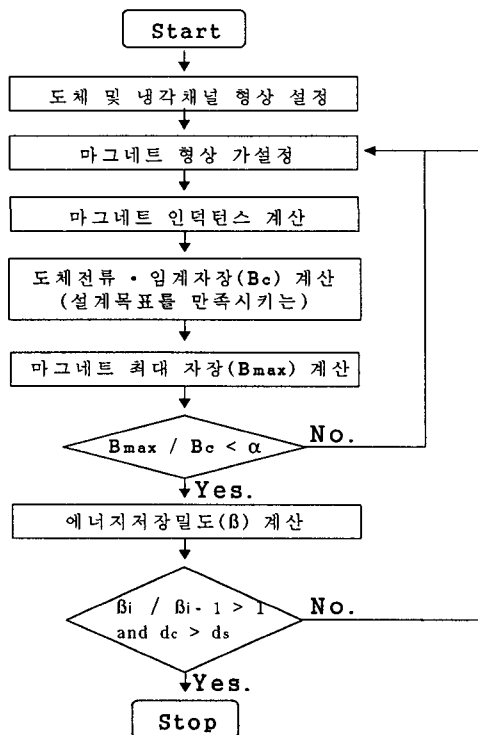 Start
도체 및 냉각채널 형상 설정
마그네트 형상 가설정
마그네트 인덕턴스 계산
도체전류 · 임계자장(Bc) 계산
(설계목표를 만족시키는)
마그네트 최대 자장(Bmax) 계산
Bmax / Bc < α
No.
Yes.
에너지저장밀도(ß) 계산
ßi / ßi- 1 > 1
and dc > ds
No.
Yes.
Stop